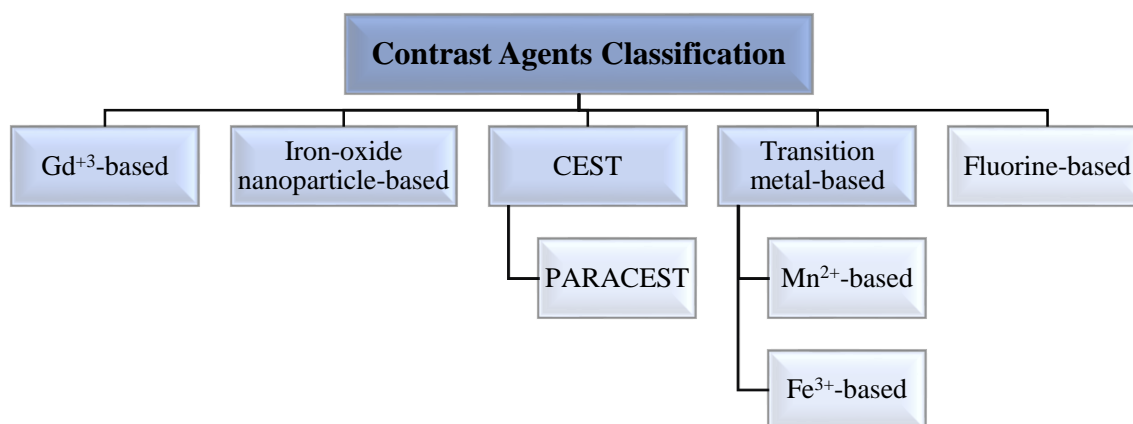 Contrast Agents Classification
Gd⁺³-based
Iron-oxide
nanoparticle-based
CEST
Transition
metal-based
Fluorine-based
PARACEST
Mn²⁺-based
Fe³⁺-based